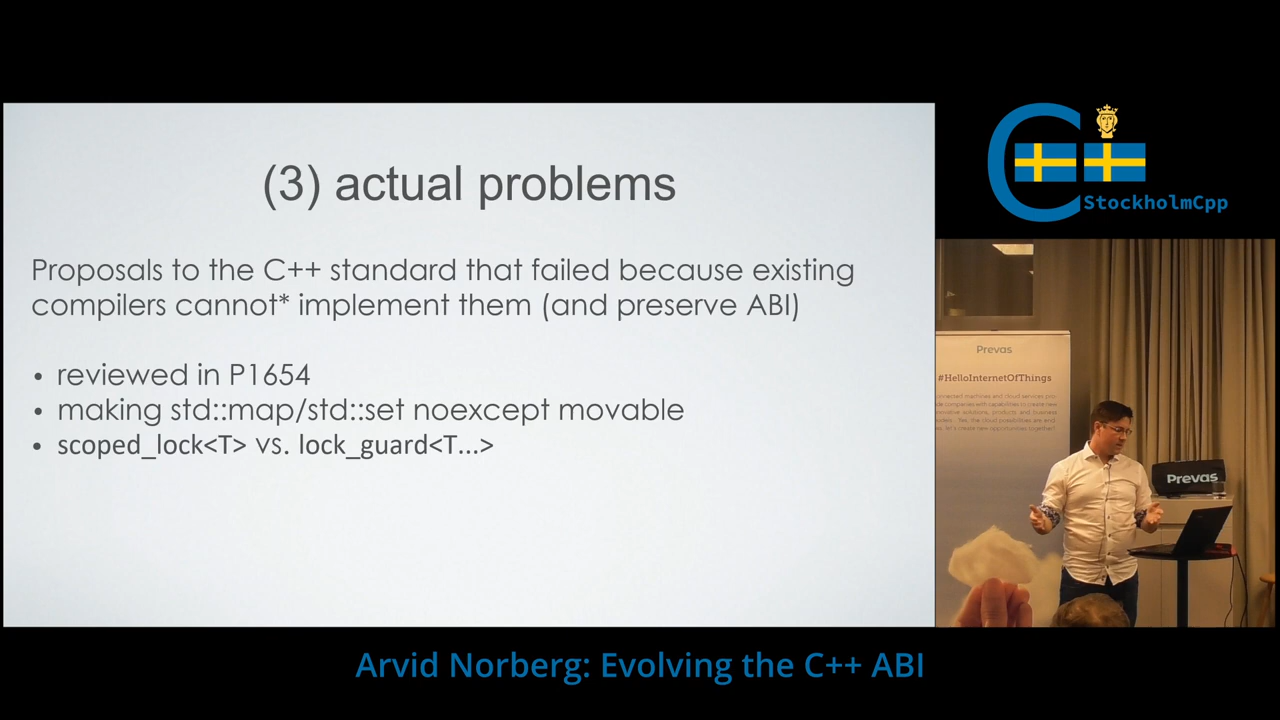 (3) actual problems
Proposals to the C++ standard that failed because existing
compilers cannot* implement them (and preserve ABI)
• reviewed in P1654
• making std::map/std::set noexcept movable
• scoped_lock<T> vs. lock_guard<T...>
C++
StockholmCpp
Prevas
#HelloInternetOfThings
Prevas
Arvid Norberg: Evolving the C++ ABI